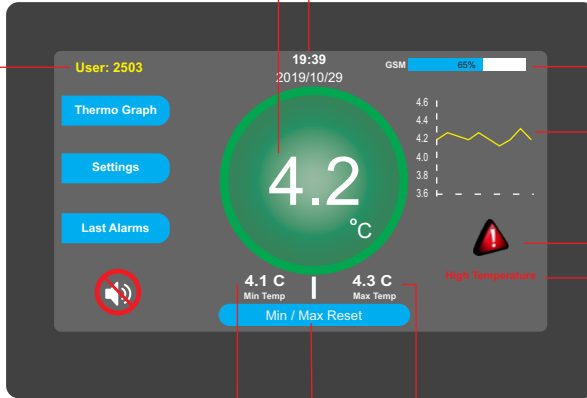 User: 2503
19:39
2019/10/29
GSM 65%
Thermo Graph
Settings
Last Alarms
4.2
°C
4.6
4.4
4.2
4.0
3.8
3.6
High Temperature
4.1 C
Min Temp
4.3 C
Max Temp
Min / Max Reset